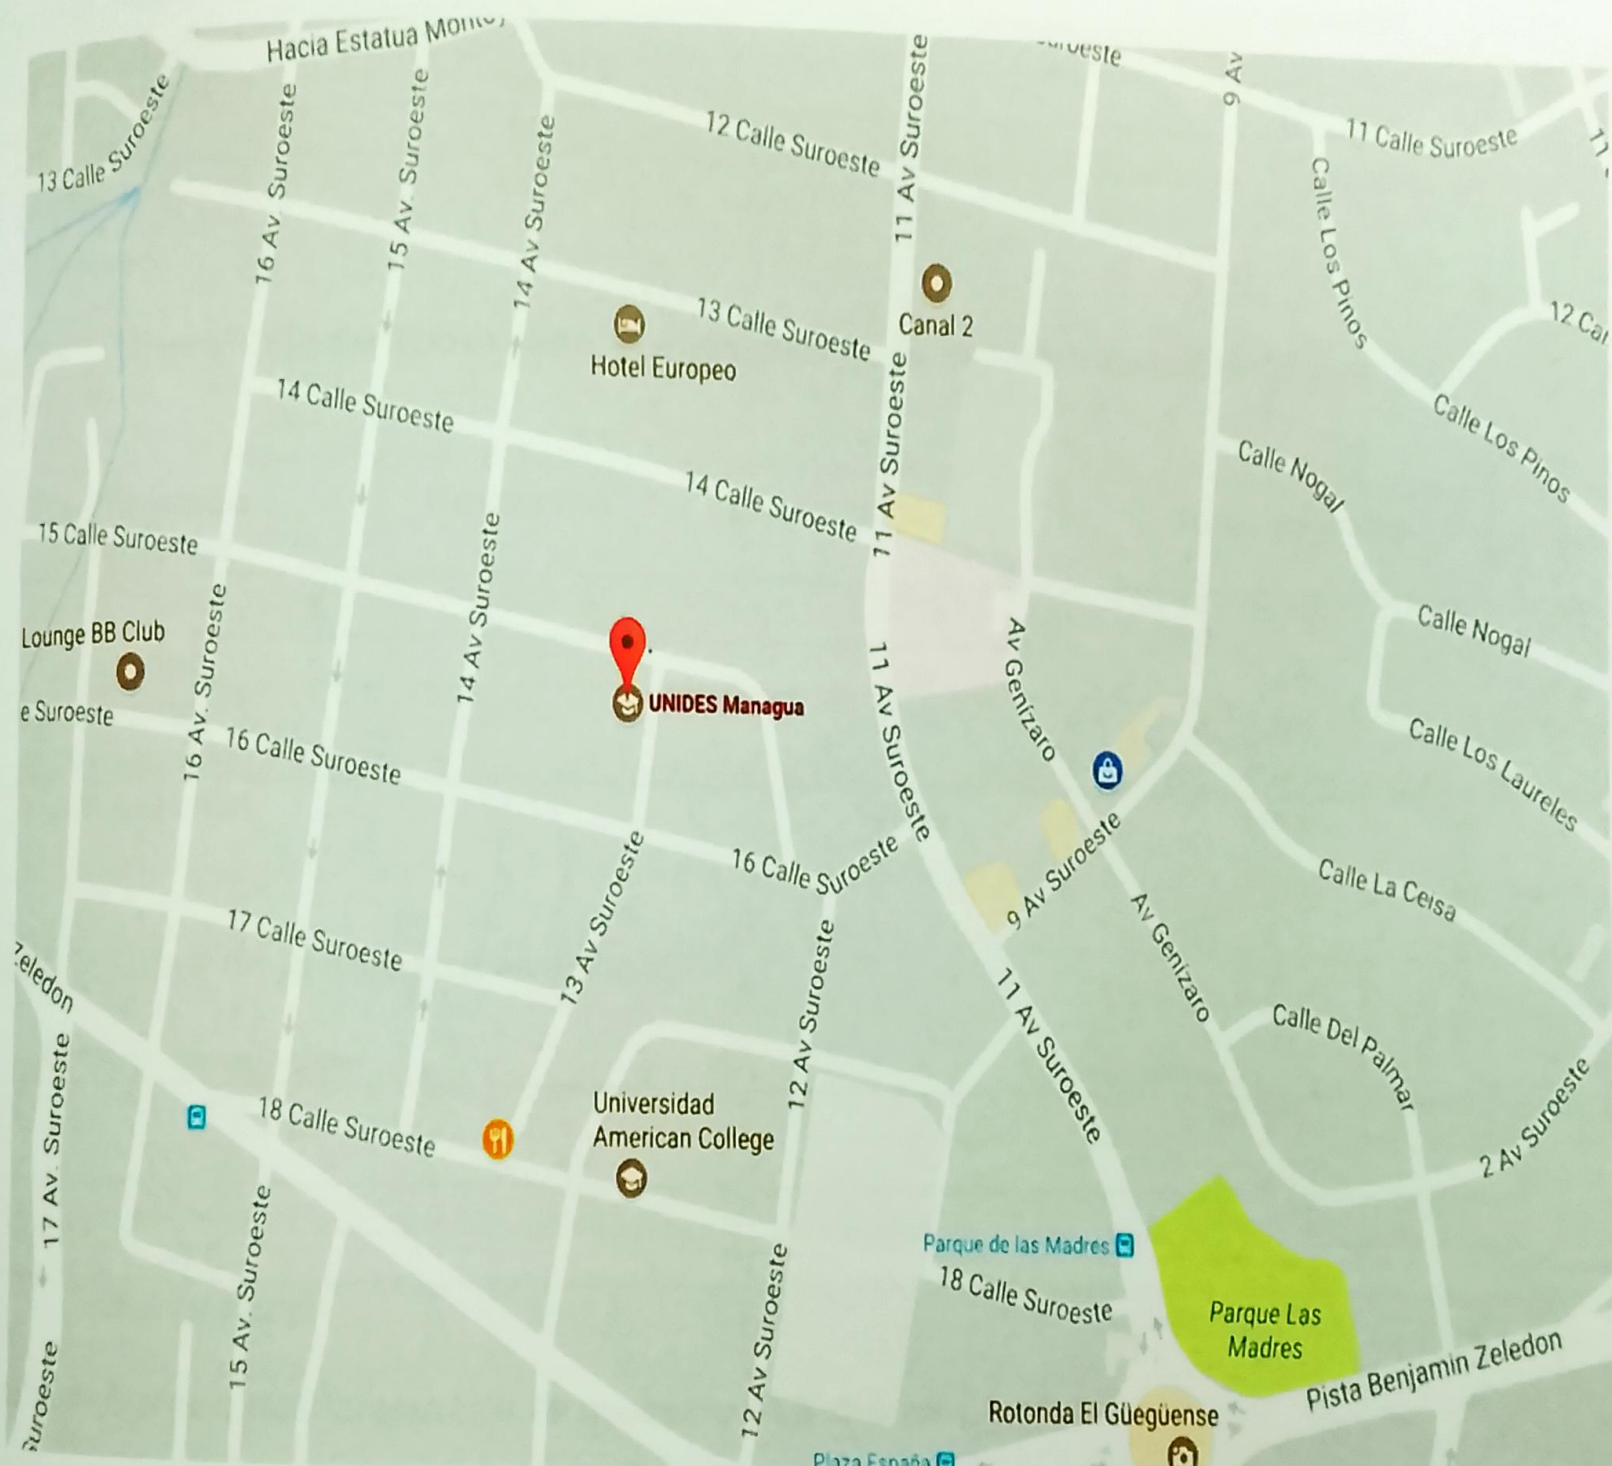 Hacia Estatua
11 Av Suroeste
9 Av
11 Calle Suroeste
13 Calle Suroeste
16 Av. Suroeste
15 Av. Suroeste
14 Av Suroeste
12 Calle Suroeste
Calle Los Pinos
Canal 2
13 Calle Suroeste
Hotel Europeo
14 Calle Suroeste
11 Av Suroeste
Calle Los Pinos
Calle Nogal
14 Calle Suroeste
15 Calle Suroeste
14 Av Suroeste
16 Av. Suroeste
Lounge BB Club
e Suroeste
UNIDES Managua
11 Av Suroeste
Av Genízaro
Calle Nogal
Calle Los Laureles
16 Calle Suroeste
16 Calle Suroeste
9 Av Suroeste
Calle La Ceisa
17 Calle Suroeste
13 Av Suroeste
12 Av Suroeste
Av Genízaro
Zeledon
11 Av Suroeste
Calle Del Palmar
2 Av Suroeste
17 Av. Suroeste
18 Calle Suroeste
Universidad
American College
Parque de las Madres
18 Calle Suroeste
15 Av. Suroeste
12 Av Suroeste
Parque Las
Madres
Pista Benjamin Zeledon
Rotonda El Güegüense
Plaza España